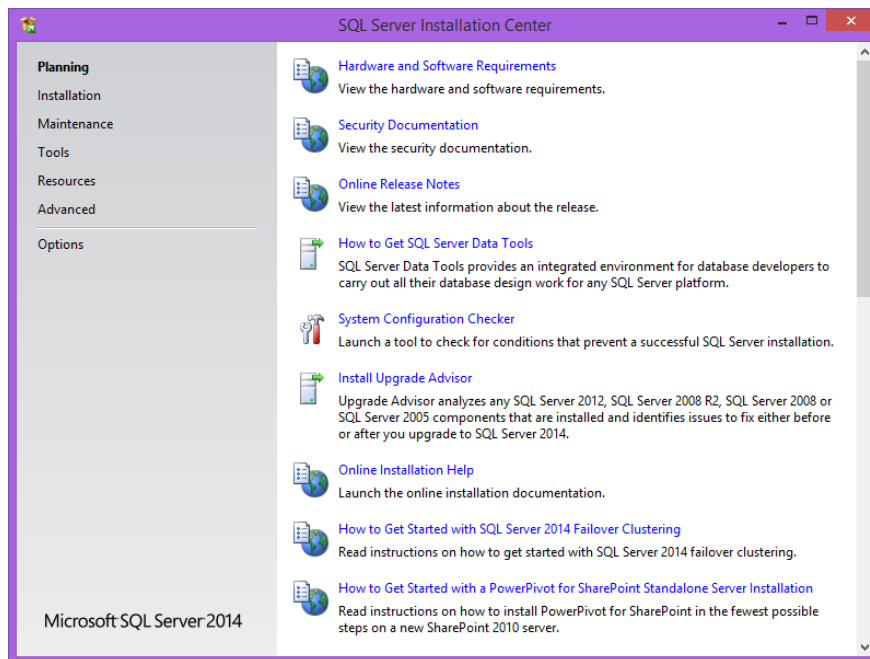 SQL Server Installation Center
Planning
Installation
Maintenance
Tools
Resources
Advanced
Options
Microsoft SQL Server 2014
Hardware and Software Requirements
View the hardware and software requirements.
Security Documentation
View the security documentation.
Online Release Notes
View the latest information about the release.
How to Get SQL Server Data Tools
SQL Server Data Tools provides an integrated environment for database developers to
carry out all their database design work for any SQL Server platform.
System Configuration Checker
Launch a tool to check for conditions that prevent a successful SQL Server installation.
Install Upgrade Advisor
Upgrade Advisor analyzes any SQL Server 2012, SQL Server 2008 R2, SQL Server 2008 or
SQL Server 2005 components that are installed and identifies issues to fix either before
or after you upgrade to SQL Server 2014.
Online Installation Help
Launch the online installation documentation.
How to Get Started with SQL Server 2014 Failover Clustering
Read instructions on how to get started with SQL Server 2014 failover clustering.
How to Get Started with a PowerPivot for SharePoint Standalone Server Installation
Read instructions on how to install PowerPivot for SharePoint in the fewest possible
steps on a new SharePoint 2010 server.